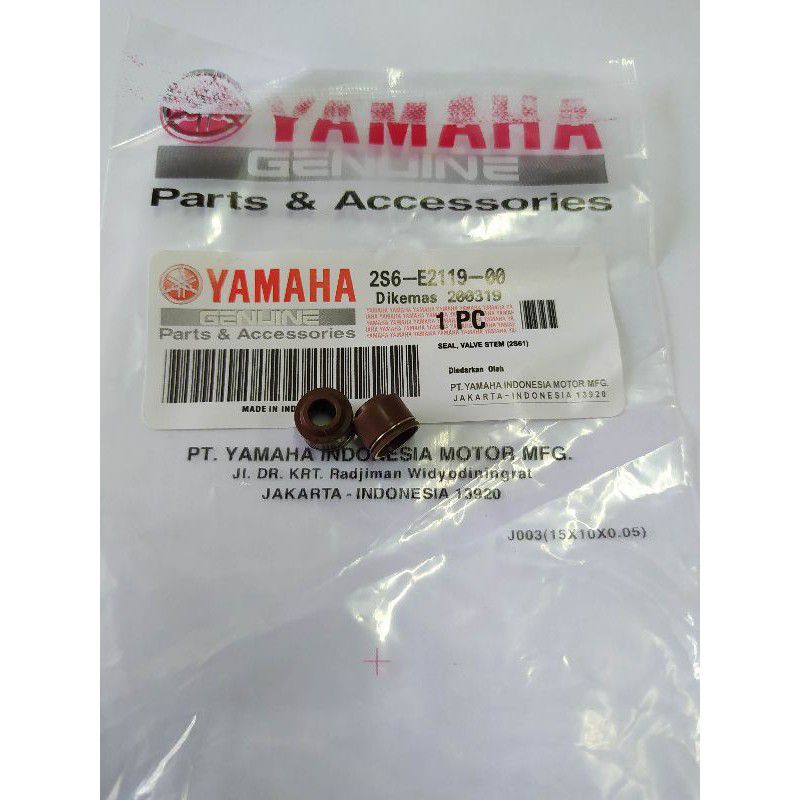 YAMAHA
GENUINE
Parts & Accessories
YAMAHA
GENUINE
Parts & Accessories
2S6-E2119-00
Dikemas 200319
1 PC
SEAL, VALVE STEM (2S61)
Diedarkan Oleh
PT. YAMAHA INDONESIA MOTOR MFG.
JAKARTA-INDONESIA 13920
MADE IN
PT. YAMAHA INDONESIA MOTOR MFG.
Jl. DR. KRT. Radjiman Widyodiningrat
JAKARTA - INDONESIA 13920
J003(15X10X0.05)